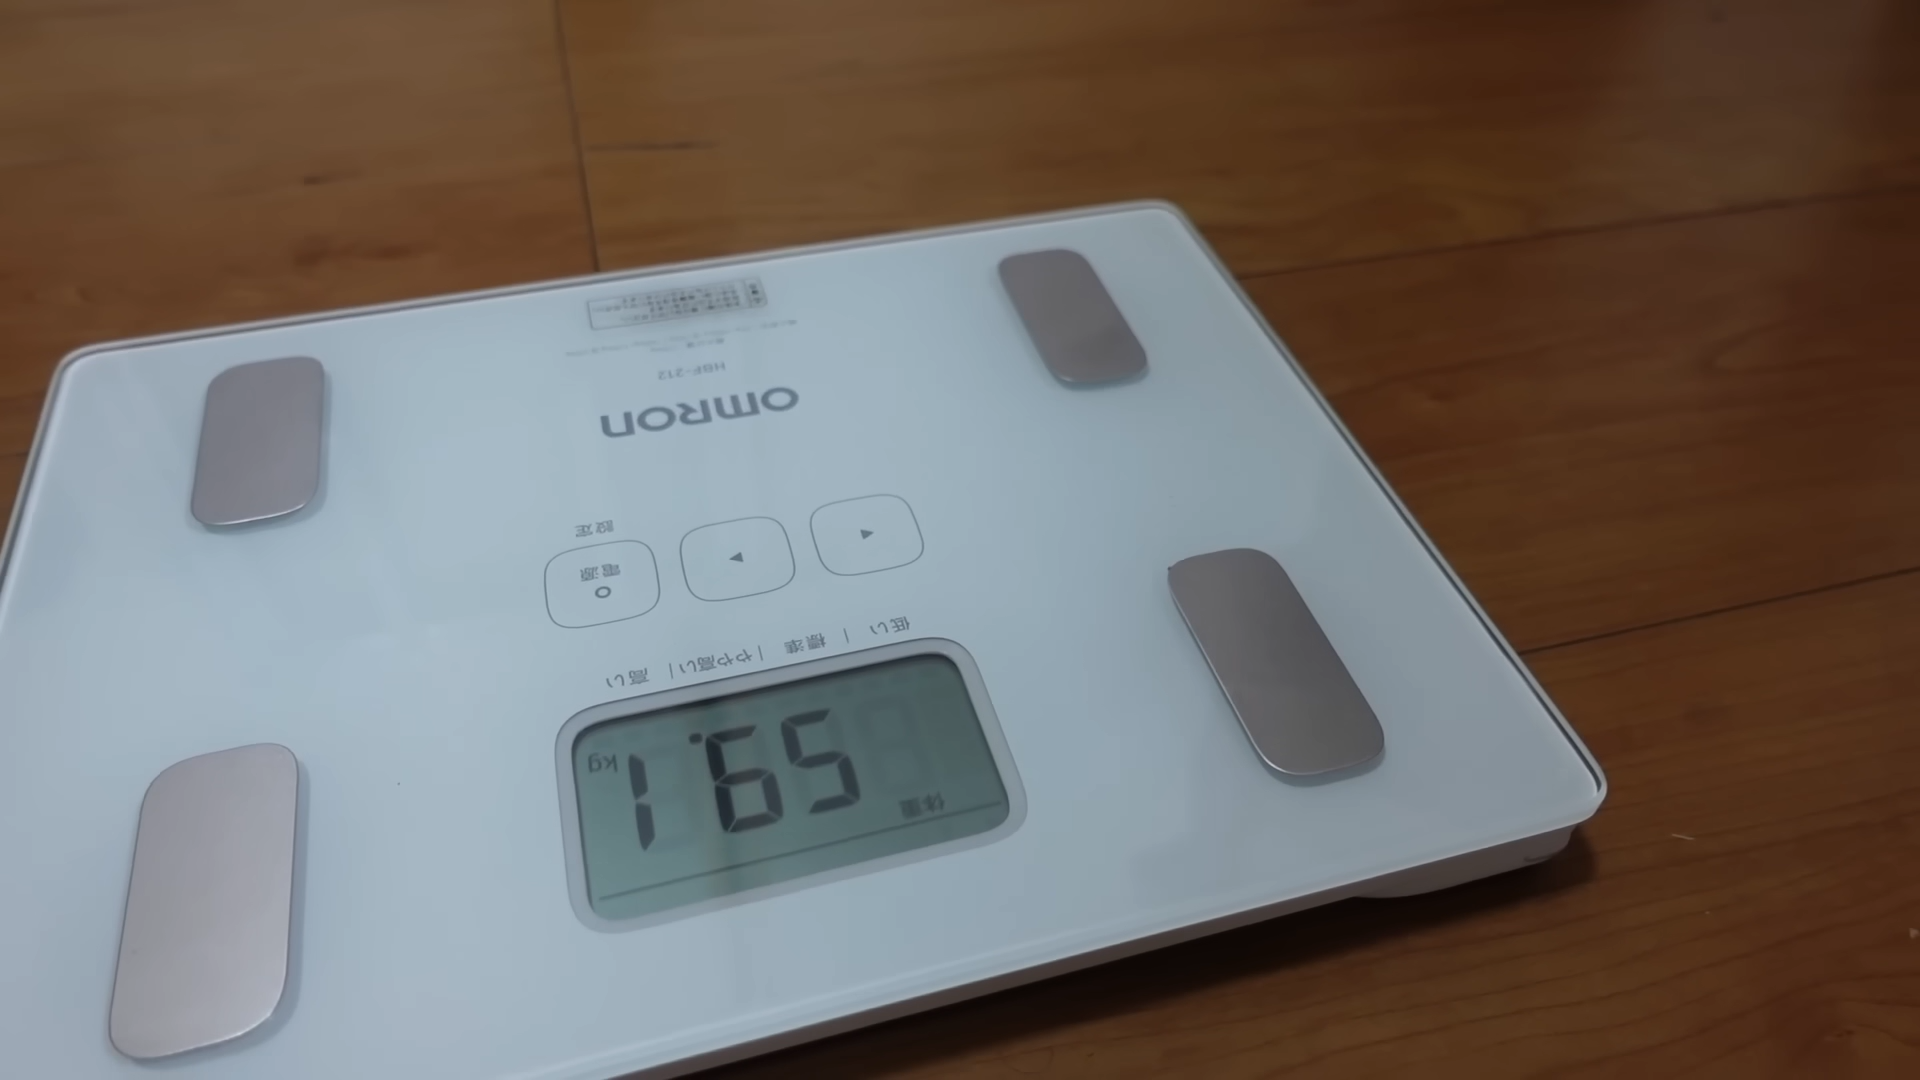 体重
59.1 kg
低い | 標準 | やや高い | 高い
電源
設定
OMRON
HBF-212